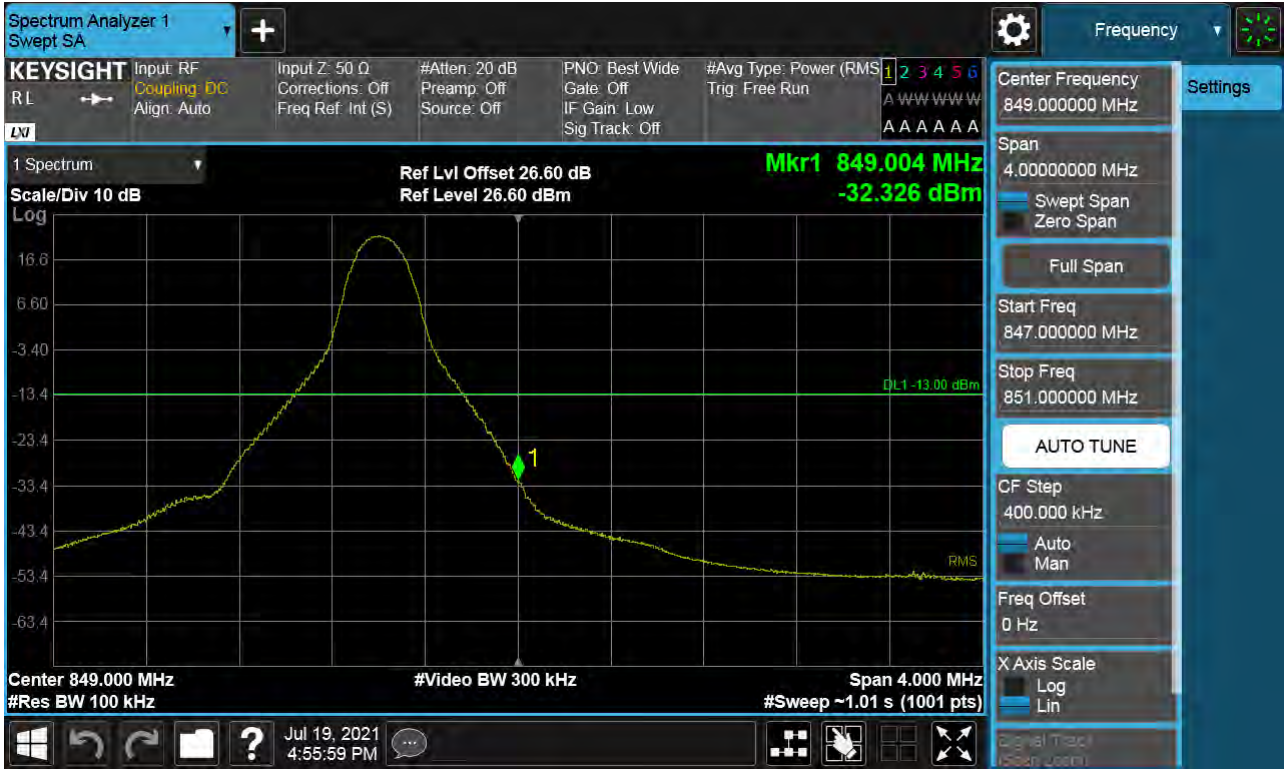 Spectrum Analyzer 1
Swept SA
+
Frequency
KEYSIGHT
RL
LXI
Input: RF
Coupling: DC
Align: Auto
Input Z: 50 Ω
Corrections: Off
Freq Ref: Int (S)
#Atten: 20 dB
Preamp: Off
Source: Off
PNO: Best Wide
Gate: Off
IF Gain: Low
Sig Track: Off
#Avg Type: Power (RMS
Trig: Free Run
1 2 3 4 5 6
A W W W W W
A A A A A A
1 Spectrum
Scale/Div 10 dB
Log
Ref Lvl Offset 26.60 dB
Ref Level 26.60 dBm
Mkr1 849.004 MHz
-32.326 dBm
16.6
6.60
-3.40
-13.4
-23.4
-33.4
-43.4
-53.4
-63.4
DL1 -13.00 dBm
1
RMS
Center 849.000 MHz
#Video BW 300 kHz
Span 4.000 MHz
#Res BW 100 kHz
#Sweep ~1.01 s (1001 pts)
Center Frequency
849.000000 MHz
Settings
Span
4.00000000 MHz
Swept Span
Zero Span
Full Span
Start Freq
847.000000 MHz
Stop Freq
851.000000 MHz
AUTO TUNE
CF Step
400.000 kHz
Auto
Man
Freq Offset
0 Hz
X Axis Scale
Log
Lin
Signal Track
(Span Zoom)
?
Jul 19, 2021
4:55:59 PM